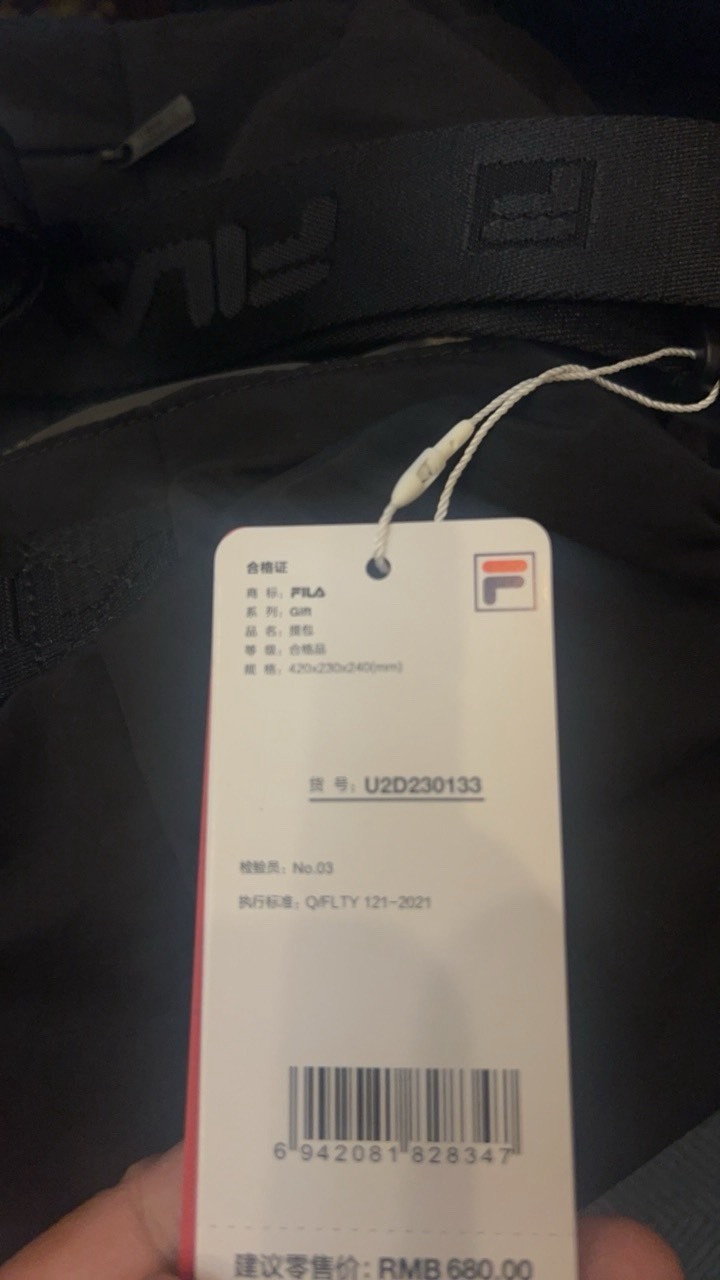 FILA
合格证
商 标：FILA
系 列：Gift
品 名：摆包
等 级：合格品
规 格：420x230x240(mm)
货 号：U2D230133
检验员：No.03
执行标准：Q/FLTY 121-2021
6 942081 828347
建议零售价：RMB 680.00